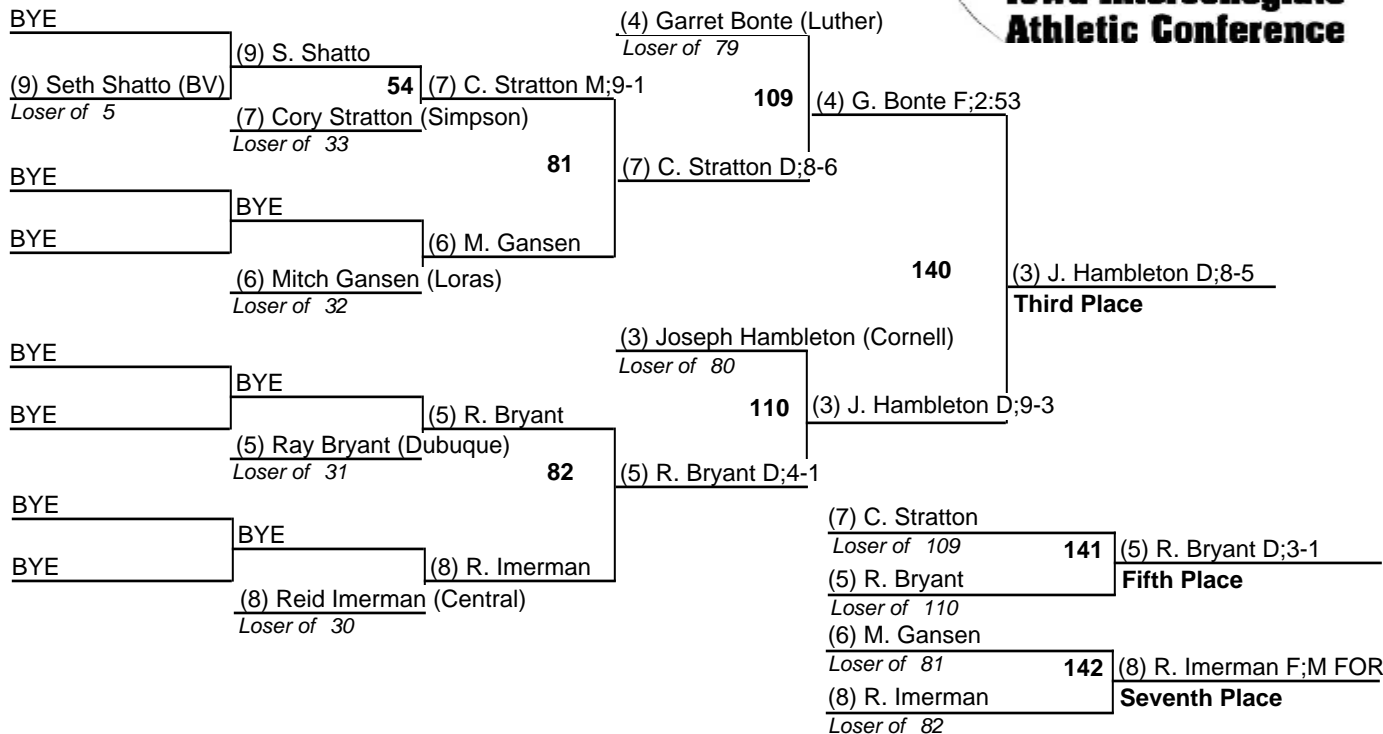 Athletic Conference
BYE
(9) S. Shatto
(9) Seth Shatto (BV)
Loser of 5
54
(7) C. Stratton M;9-1
(7) Cory Stratton (Simpson)
Loser of 33
BYE
BYE
BYE
(6) M. Gansen
(6) Mitch Gansen (Loras)
Loser of 32
81
(4) Garret Bonte (Luther)
Loser of 79
109
(4) G. Bonte F;2:53
(7) C. Stratton D;8-6
140
(3) J. Hambleton D;8-5
Third Place
BYE
BYE
BYE
(5) R. Bryant
(5) Ray Bryant (Dubuque)
Loser of 31
82
(3) Joseph Hambleton (Cornell)
Loser of 80
110
(3) J. Hambleton D;9-3
(5) R. Bryant D;4-1
BYE
BYE
BYE
(8) R. Imerman
(8) Reid Imerman (Central)
Loser of 30
(7) C. Stratton
Loser of 109
141
(5) R. Bryant D;3-1
(5) R. Bryant
Fifth Place
Loser of 110
(6) M. Gansen
Loser of 81
142
(8) R. Imerman F;M FOR
(8) R. Imerman
Seventh Place
Loser of 82